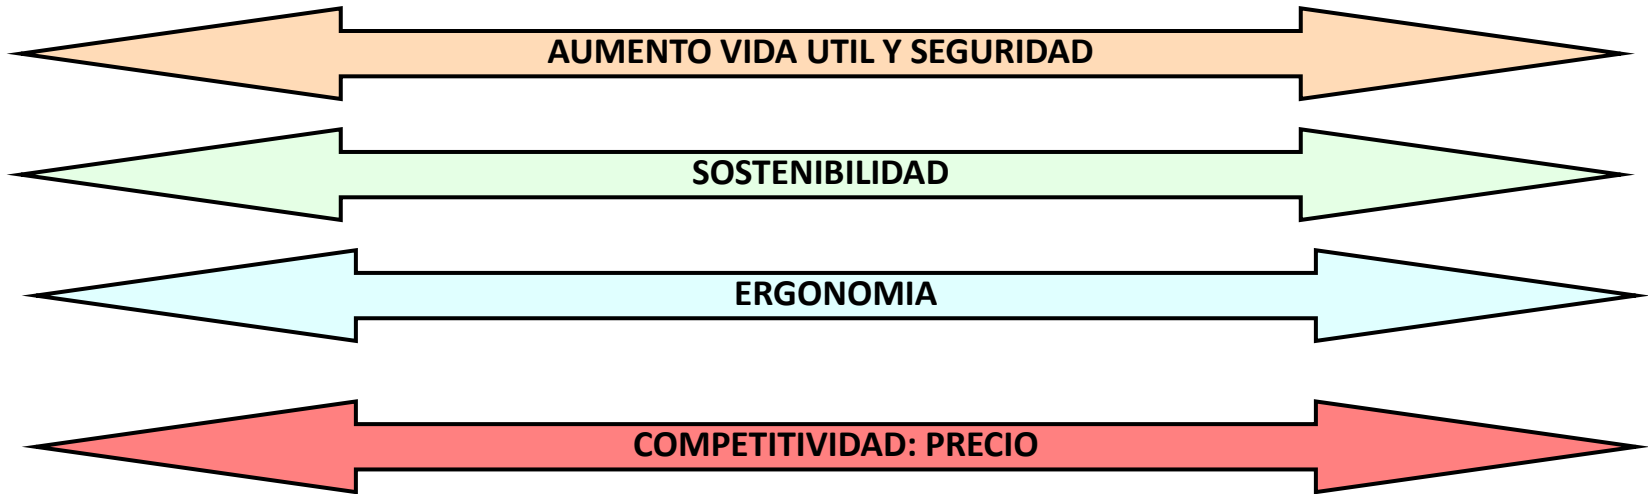 AUMENTO VIDA UTIL Y SEGURIDAD
SOSTENIBILIDAD
ERGONOMIA
COMPETITIVIDAD: PRECIO